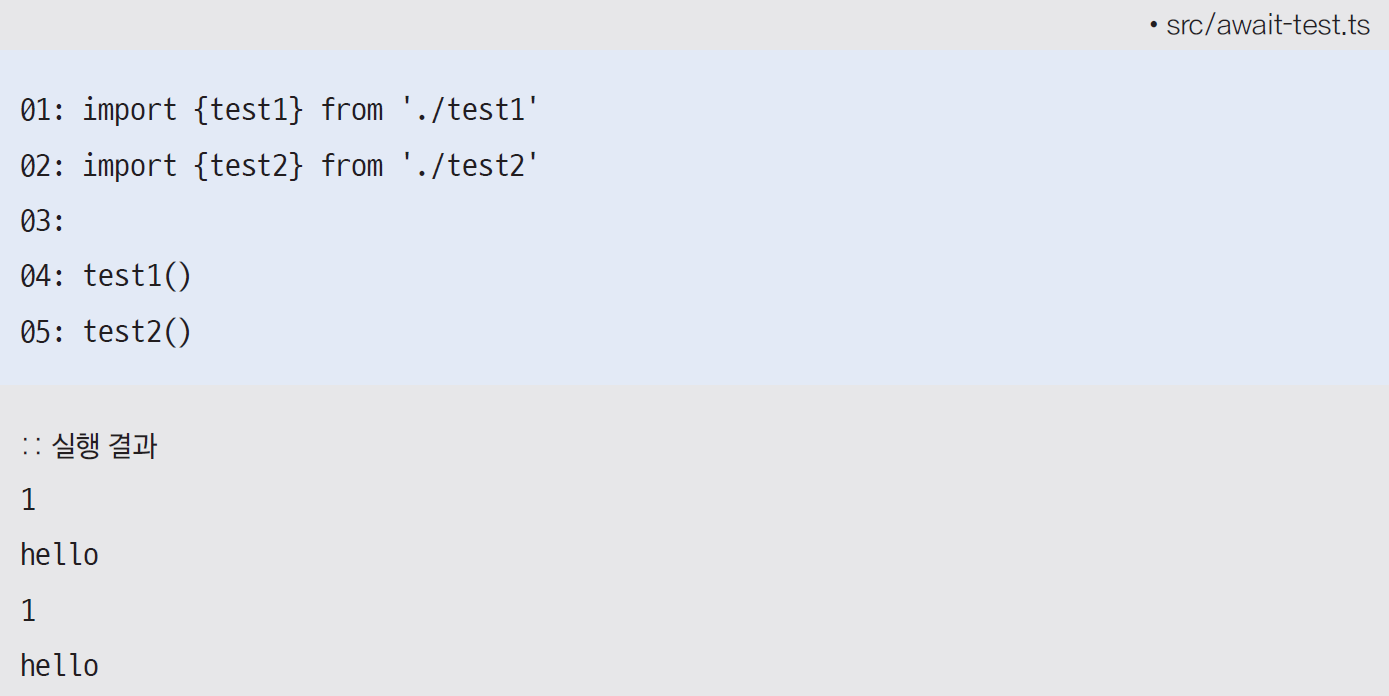 • src/await-test.ts
01: import {test1} from './test1'
02: import {test2} from './test2'
03:
04: test1()
05: test2()
:: 실행 결과
1
hello
1
hello